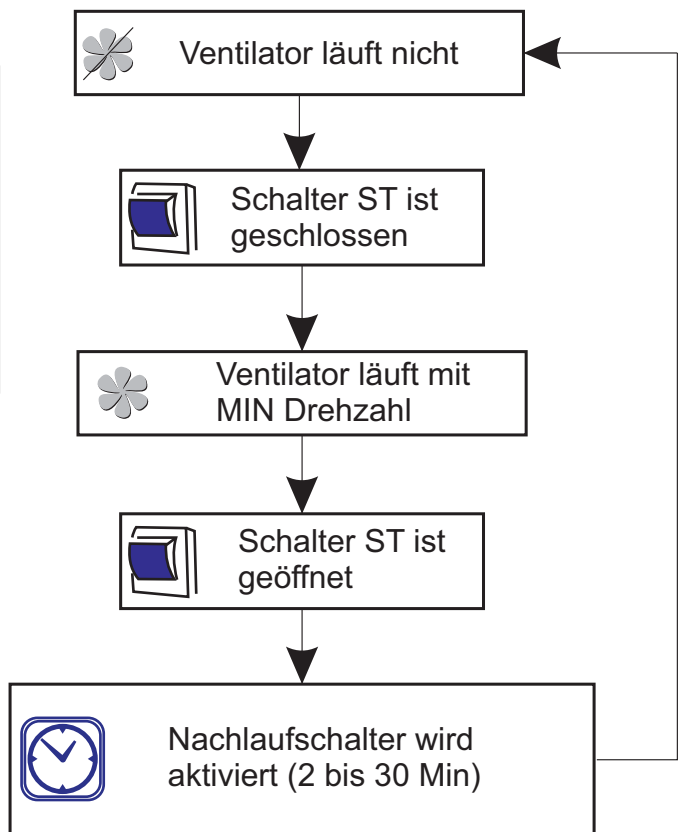 Ventilator läuft nicht
Schalter ST ist
geschlossen
Ventilator läuft mit
MIN Drehzahl
Schalter ST ist
geöffnet
Nachlaufschalter wird
aktiviert (2 bis 30 Min)